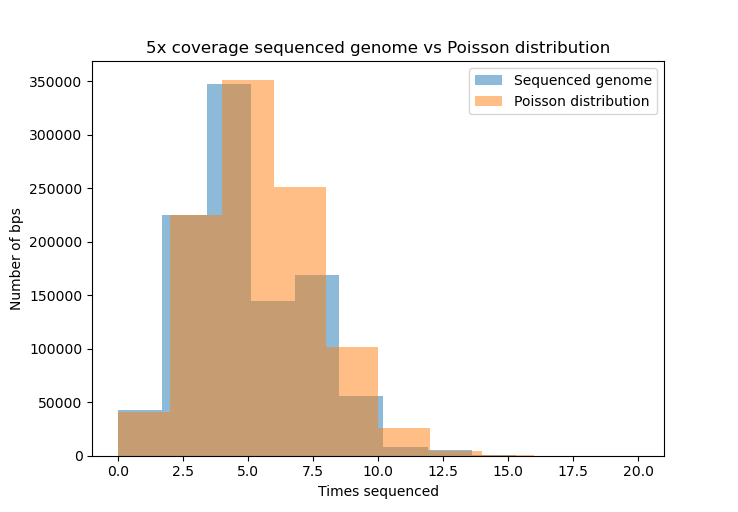 5x coverage sequenced genome vs Poisson distribution
Sequenced genome
Poisson distribution
350000
300000
250000
200000
150000
100000
50000
0
Number of bps
0.0 2.5 5.0 7.5 10.0 12.5 15.0 17.5 20.0
Times sequenced